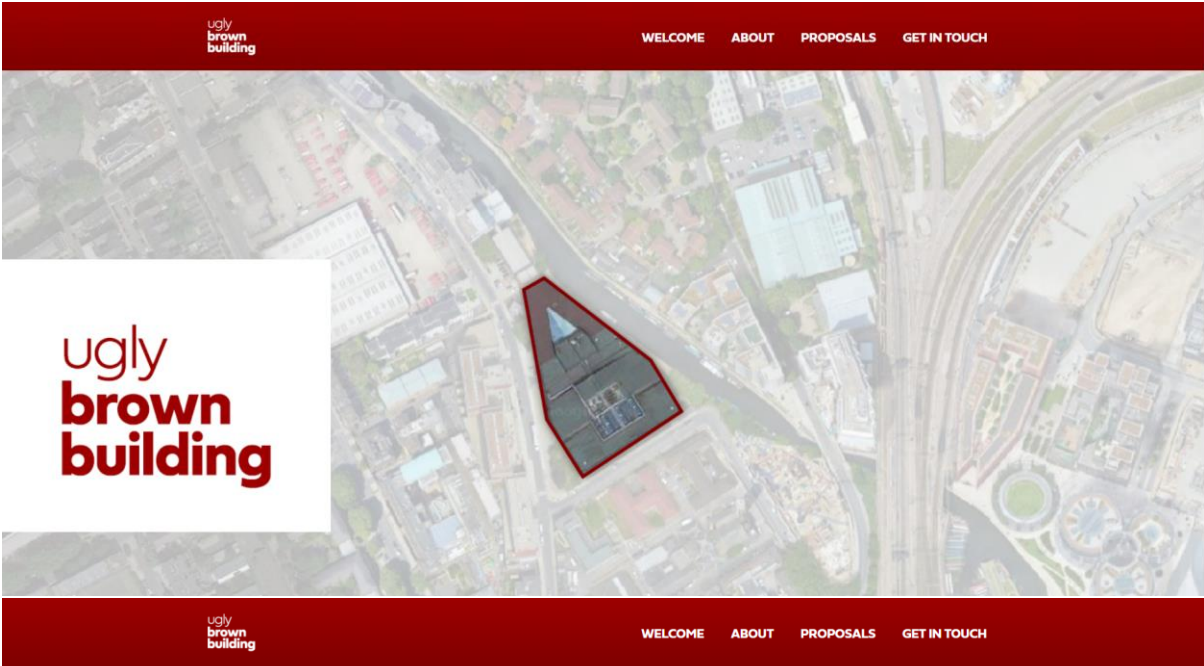 ugly
brown
building
WELCOME ABOUT PROPOSALS GET IN TOUCH
ugly
brown
building
ugly
brown
building
WELCOME ABOUT PROPOSALS GET IN TOUCH